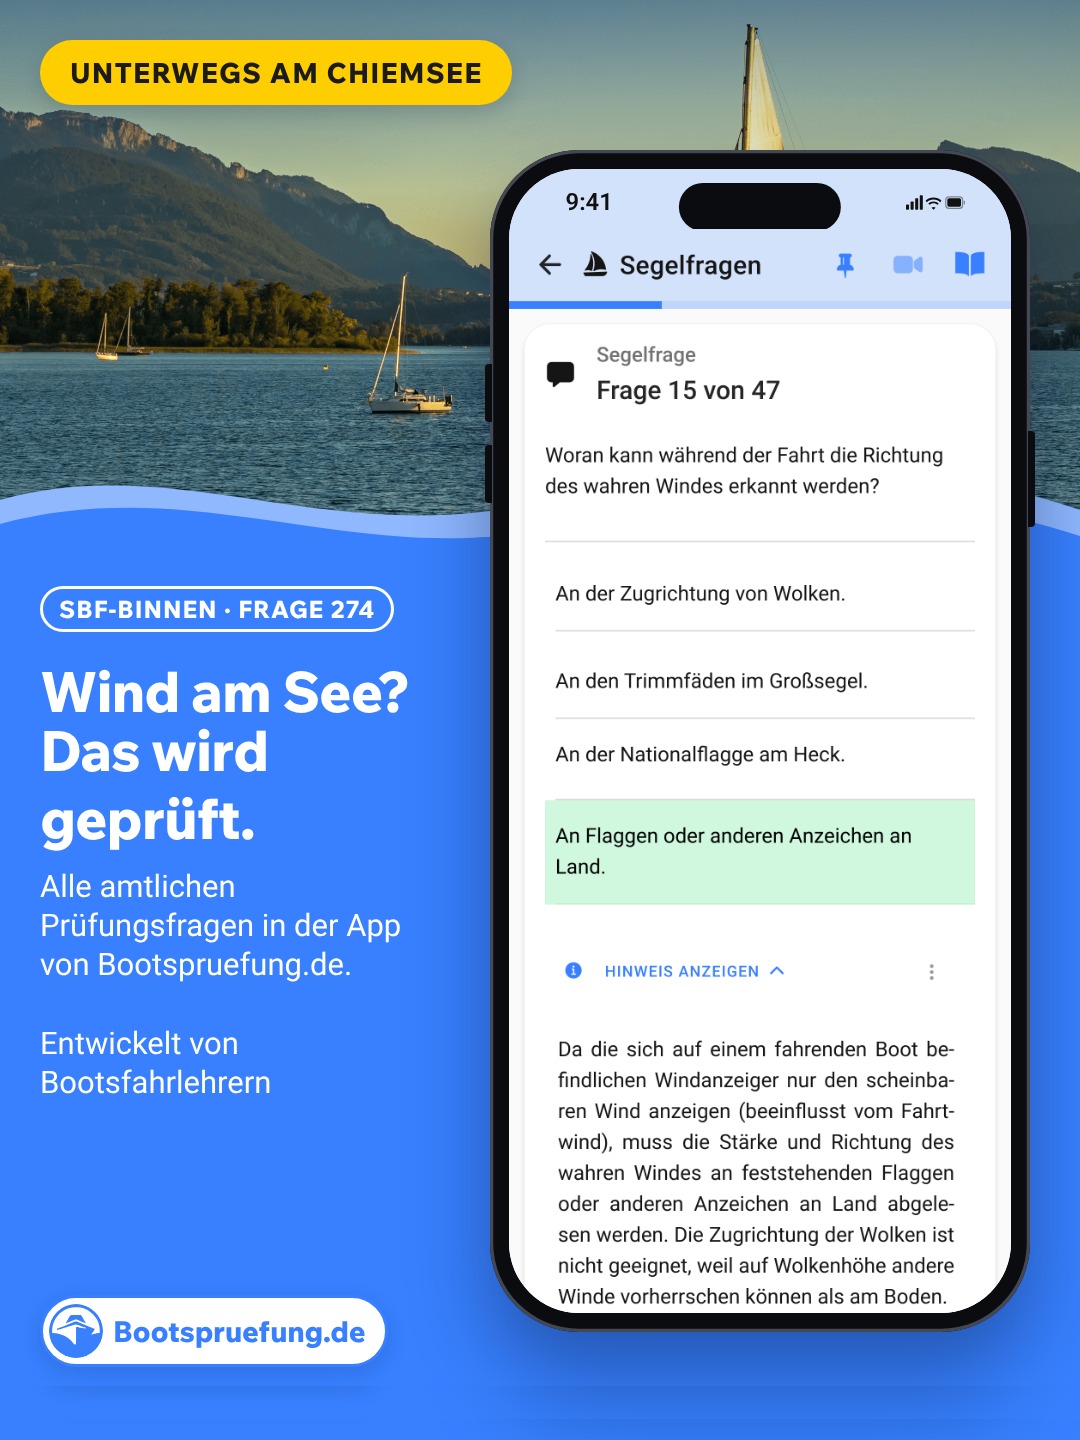 UNTERWEGS AM CHIEMSEE
9:41
Segelfragen
Segelfrage
Frage 15 von 47
Woran kann während der Fahrt die Richtung
des wahren Windes erkannt werden?
An der Zugrichtung von Wolken.
An den Trimmfäden im Großsegel.
An der Nationalflagge am Heck.
An Flaggen oder anderen Anzeichen an
Land.
HINWEIS ANZEIGEN
Da die sich auf einem fahrenden Boot be-
findlichen Windanzeiger nur den scheinba-
ren Wind anzeigen (beeinflusst vom Fahrt-
wind), muss die Stärke und Richtung des
wahren Windes an feststehenden Flaggen
oder anderen Anzeichen an Land abgele-
sen werden. Die Zugrichtung der Wolken ist
nicht geeignet, weil auf Wolkenhöhe andere
Winde vorherrschen können als am Boden.
SBF-BINNEN · FRAGE 274
Wind am See?
Das wird
geprüft.
Alle amtlichen
Prüfungsfragen in der App
von Bootspruefung.de.
Entwickelt von
Bootsfahrlehrern
Bootspruefung.de